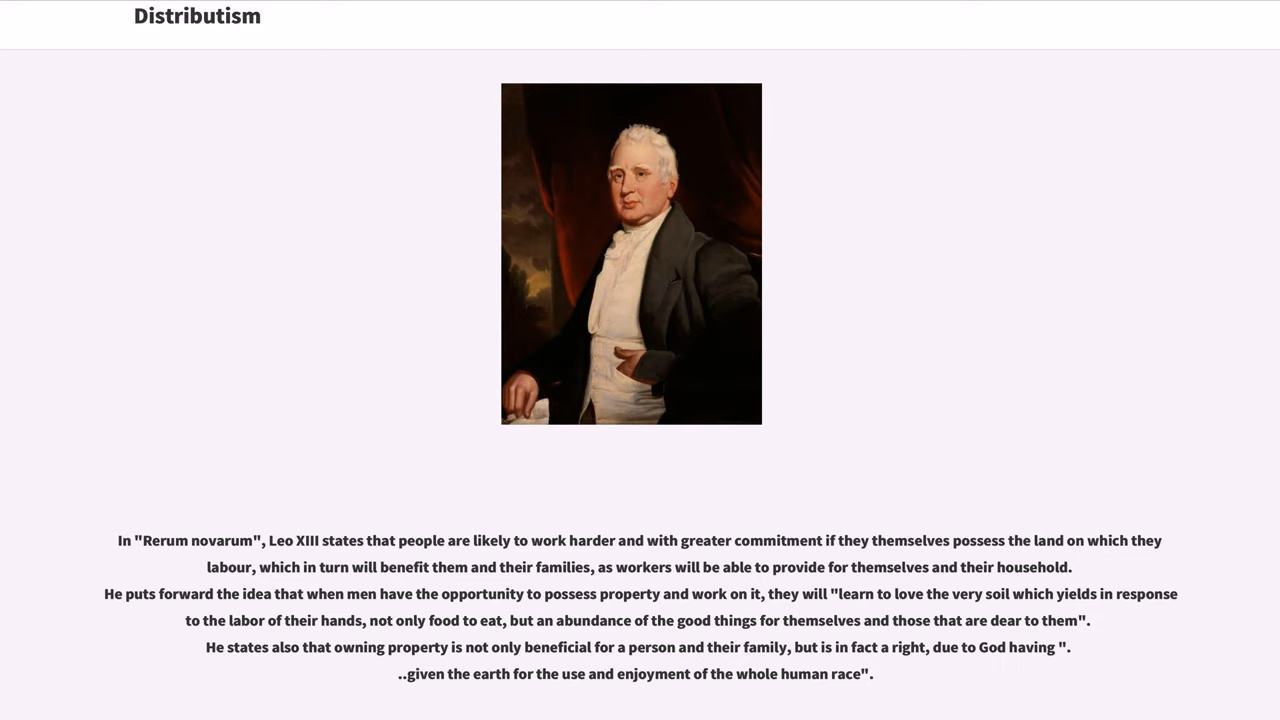 Distributism
In "Rerum novarum", Leo XIII states that people are likely to work harder and with greater commitment if they themselves possess the land on which they
labour, which in turn will benefit them and their families, as workers will be able to provide for themselves and their household.
He puts forward the idea that when men have the opportunity to possess property and work on it, they will "learn to love the very soil which yields in response
to the labor of their hands, not only food to eat, but an abundance of the good things for themselves and those that are dear to them".
He states also that owning property is not only beneficial for a person and their family, but is in fact a right, due to God having ".
..given the earth for the use and enjoyment of the whole human race".